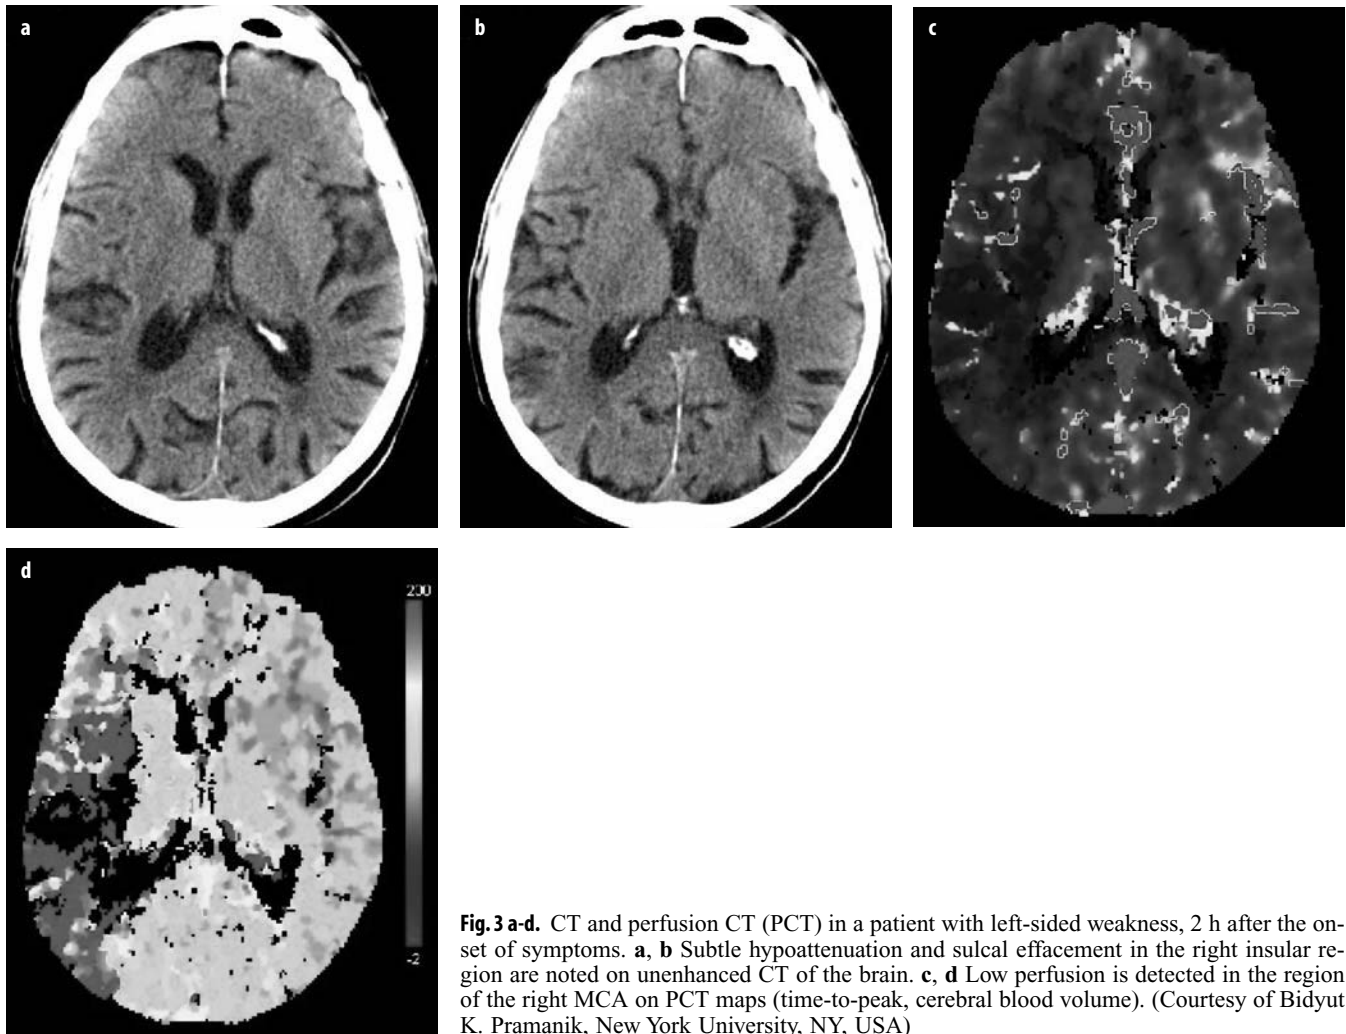 a
b
c
d
200
-2
Fig. 3 a-d. CT and perfusion CT (PCT) in a patient with left-sided weakness, 2 h after the on-
set of symptoms. a, b Subtle hypoattenuation and sulcal effacement in the right insular re-
gion are noted on unenhanced CT of the brain. c, d Low perfusion is detected in the region
of the right MCA on PCT maps (time-to-peak, cerebral blood volume). (Courtesy of Bidyut
K. Pramanik, New York University, NY, USA)